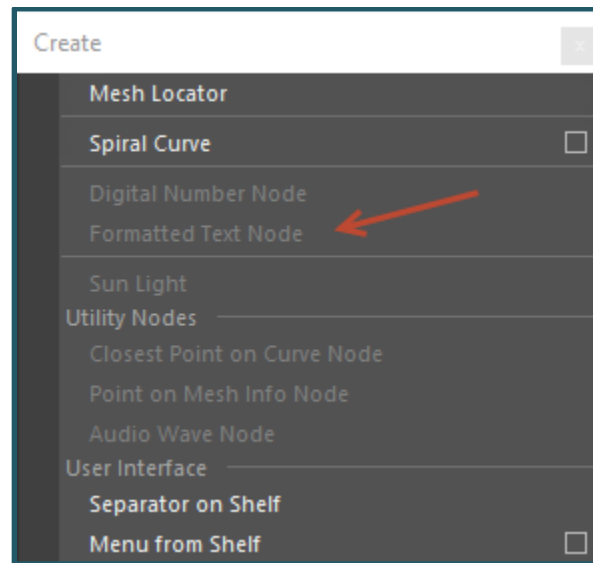 Create
x
Mesh Locator
Spiral Curve
Digital Number Node
Formatted Text Node
Sun Light
Utility Nodes
Closest Point on Curve Node
Point on Mesh Info Node
Audio Wave Node
User Interface
Separator on Shelf
Menu from Shelf